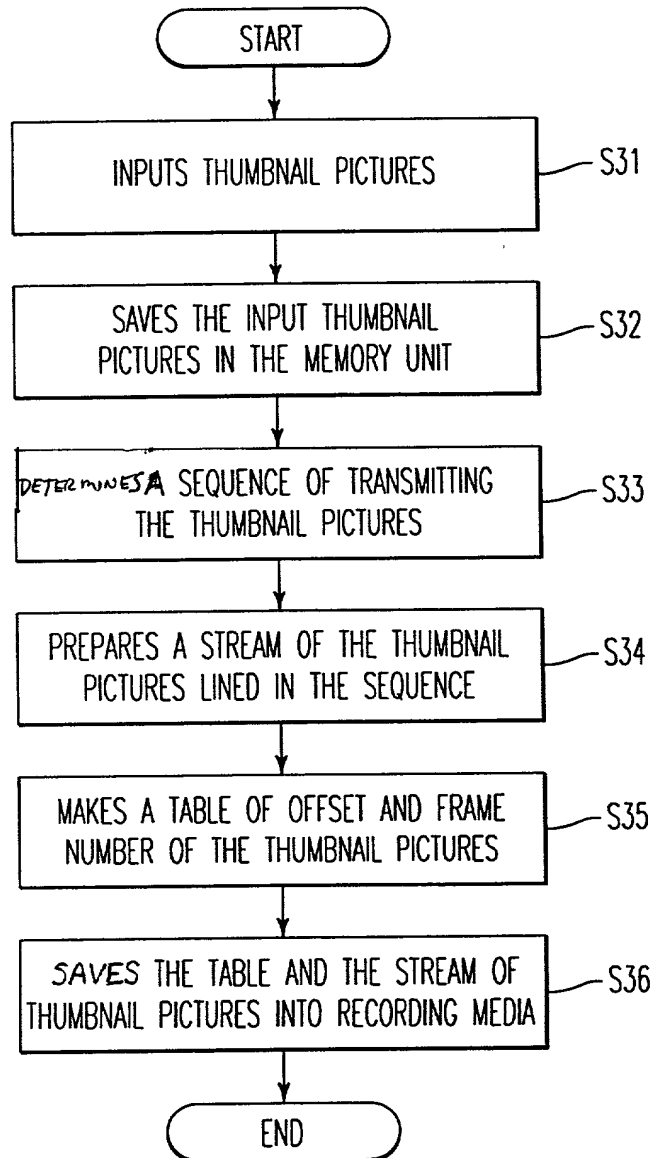 START
INPUTS THUMBNAIL PICTURES
S31
SAVES THE INPUT THUMBNAIL
PICTURES IN THE MEMORY UNIT
S32
DETERMINES A SEQUENCE OF TRANSMITTING
THE THUMBNAIL PICTURES
S33
PREPARES A STREAM OF THE THUMBNAIL
PICTURES LINED IN THE SEQUENCE
S34
MAKES A TABLE OF OFFSET AND FRAME
NUMBER OF THE THUMBNAIL PICTURES
S35
SAVES THE TABLE AND THE STREAM OF
THUMBNAIL PICTURES INTO RECORDING MEDIA
S36
END